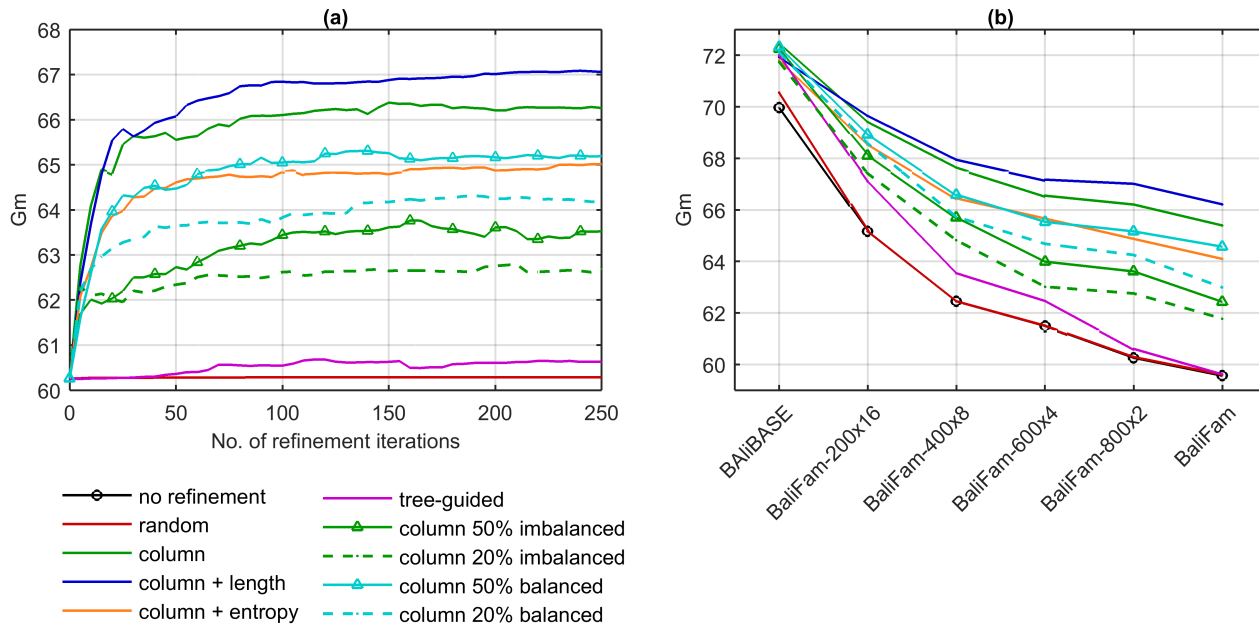 (a)
68
67
66
65
64
63
62
61
60
Gm
0 50 100 150 200 250
No. of refinement iterations
(b)
72
70
68
66
64
62
60
Gm
BAliBASE
BaliFam-200x16
BaliFam-400x8
BaliFam-600x4
BaliFam-800x2
BaliFam
no refinement
random
column
column + length
column + entropy
tree-guided
column 50% imbalanced
column 20% imbalanced
column 50% balanced
column 20% balanced